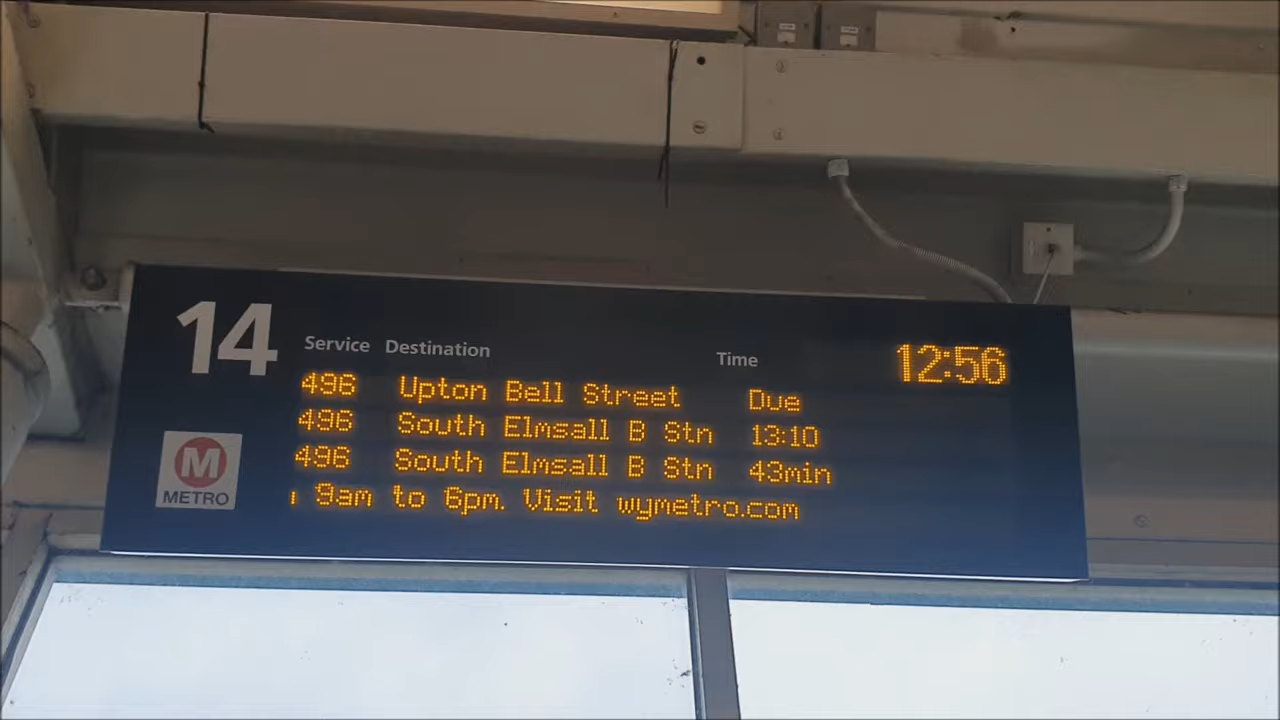 14
Service Destination Time 12:56
496 Upton Bell Street Due
496 South Elmsall B Stn 13:10
496 South Elmsall B Stn 43min
9am to 6pm. Visit wymetro.com
M
METRO